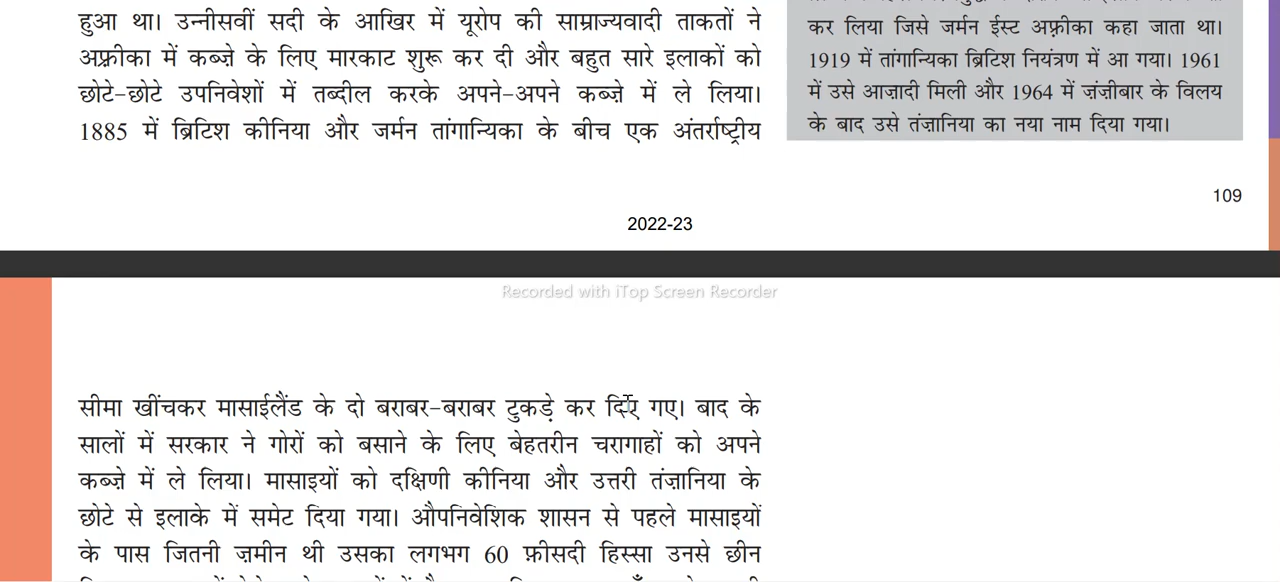 हुआ था। उन्नीसवीं सदी के आखिर में यूरोप की साम्राज्यवादी ताकतों ने
अफ़्रीका में कब्ज़े के लिए मारकाट शुरू कर दी और बहुत सारे इलाकों को
छोटे-छोटे उपनिवेशों में तब्दील करके अपने-अपने कब्ज़े में ले लिया।
1885 में ब्रिटिश कीनिया और जर्मन तांगान्यिका के बीच एक अंतर्राष्ट्रीय
कर लिया जिसे जर्मन ईस्ट अफ़्रीका कहा जाता था।
1919 में तांगान्यिका ब्रिटिश नियंत्रण में आ गया। 1961
में उसे आज़ादी मिली और 1964 में ज़ंज़ीबार के विलय
के बाद उसे तंज़ानिया का नया नाम दिया गया।
109
2022-23
Recorded with iTop Screen Recorder
सीमा खींचकर मासाईलैंड के दो बराबर-बराबर टुकड़े कर दिए गए। बाद के
सालों में सरकार ने गोरों को बसाने के लिए बेहतरीन चरागाहों को अपने
कब्ज़े में ले लिया। मासाइयों को दक्षिणी कीनिया और उत्तरी तंज़ानिया के
छोटे से इलाके में समेट दिया गया। औपनिवेशिक शासन से पहले मासाइयों
के पास जितनी ज़मीन थी उसका लगभग 60 फ़ीसदी हिस्सा उनसे छीन